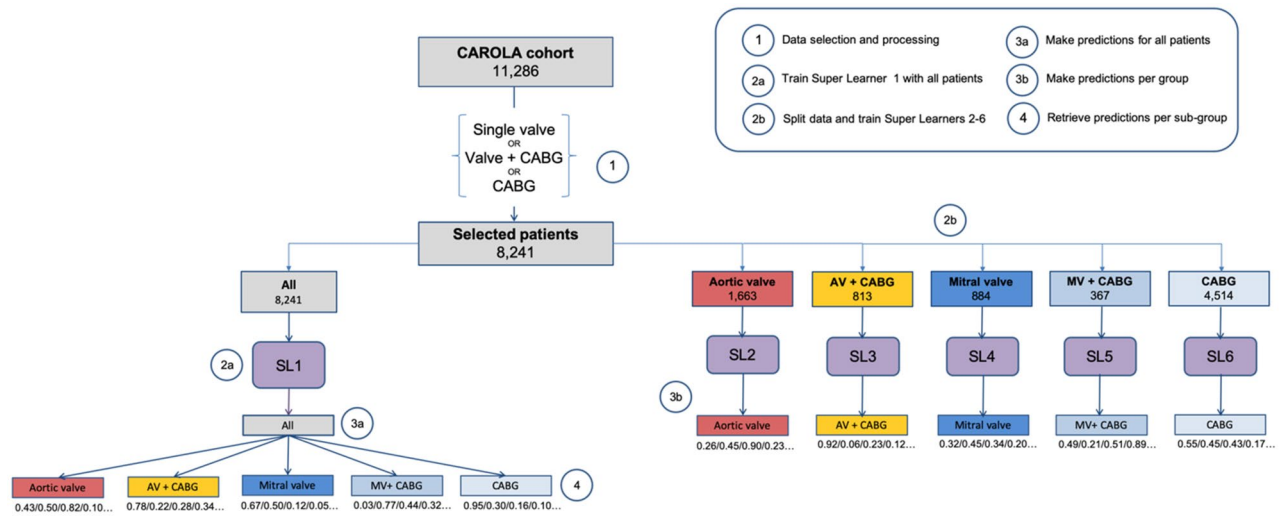 CAROLA cohort
11,286
Single valve
OR
Valve + CABG
OR
CABG
1
Selected patients
8,241
1 Data selection and processing
2a Train Super Learner 1 with all patients
2b Split data and train Super Learners 2-6
3a Make predictions for all patients
3b Make predictions per group
4 Retrieve predictions per sub-group
2b
All
8,241
2a
SL1
All
3a
Aortic valve
AV + CABG
Mitral valve
MV+ CABG
CABG
4
0.43/0.50/0.82/0.10...
0.78/0.22/0.28/0.34...
0.67/0.50/0.12/0.05...
0.03/0.77/0.44/0.32...
0.95/0.30/0.16/0.10...
Aortic valve
1,663
AV + CABG
813
Mitral valve
884
MV + CABG
367
CABG
4,514
SL2
SL3
SL4
SL5
SL6
3b
Aortic valve
AV + CABG
Mitral valve
MV+ CABG
CABG
0.26/0.45/0.90/0.23...
0.92/0.06/0.23/0.12...
0.32/0.45/0.34/0.20...
0.49/0.21/0.51/0.89...
0.55/0.45/0.43/0.17...